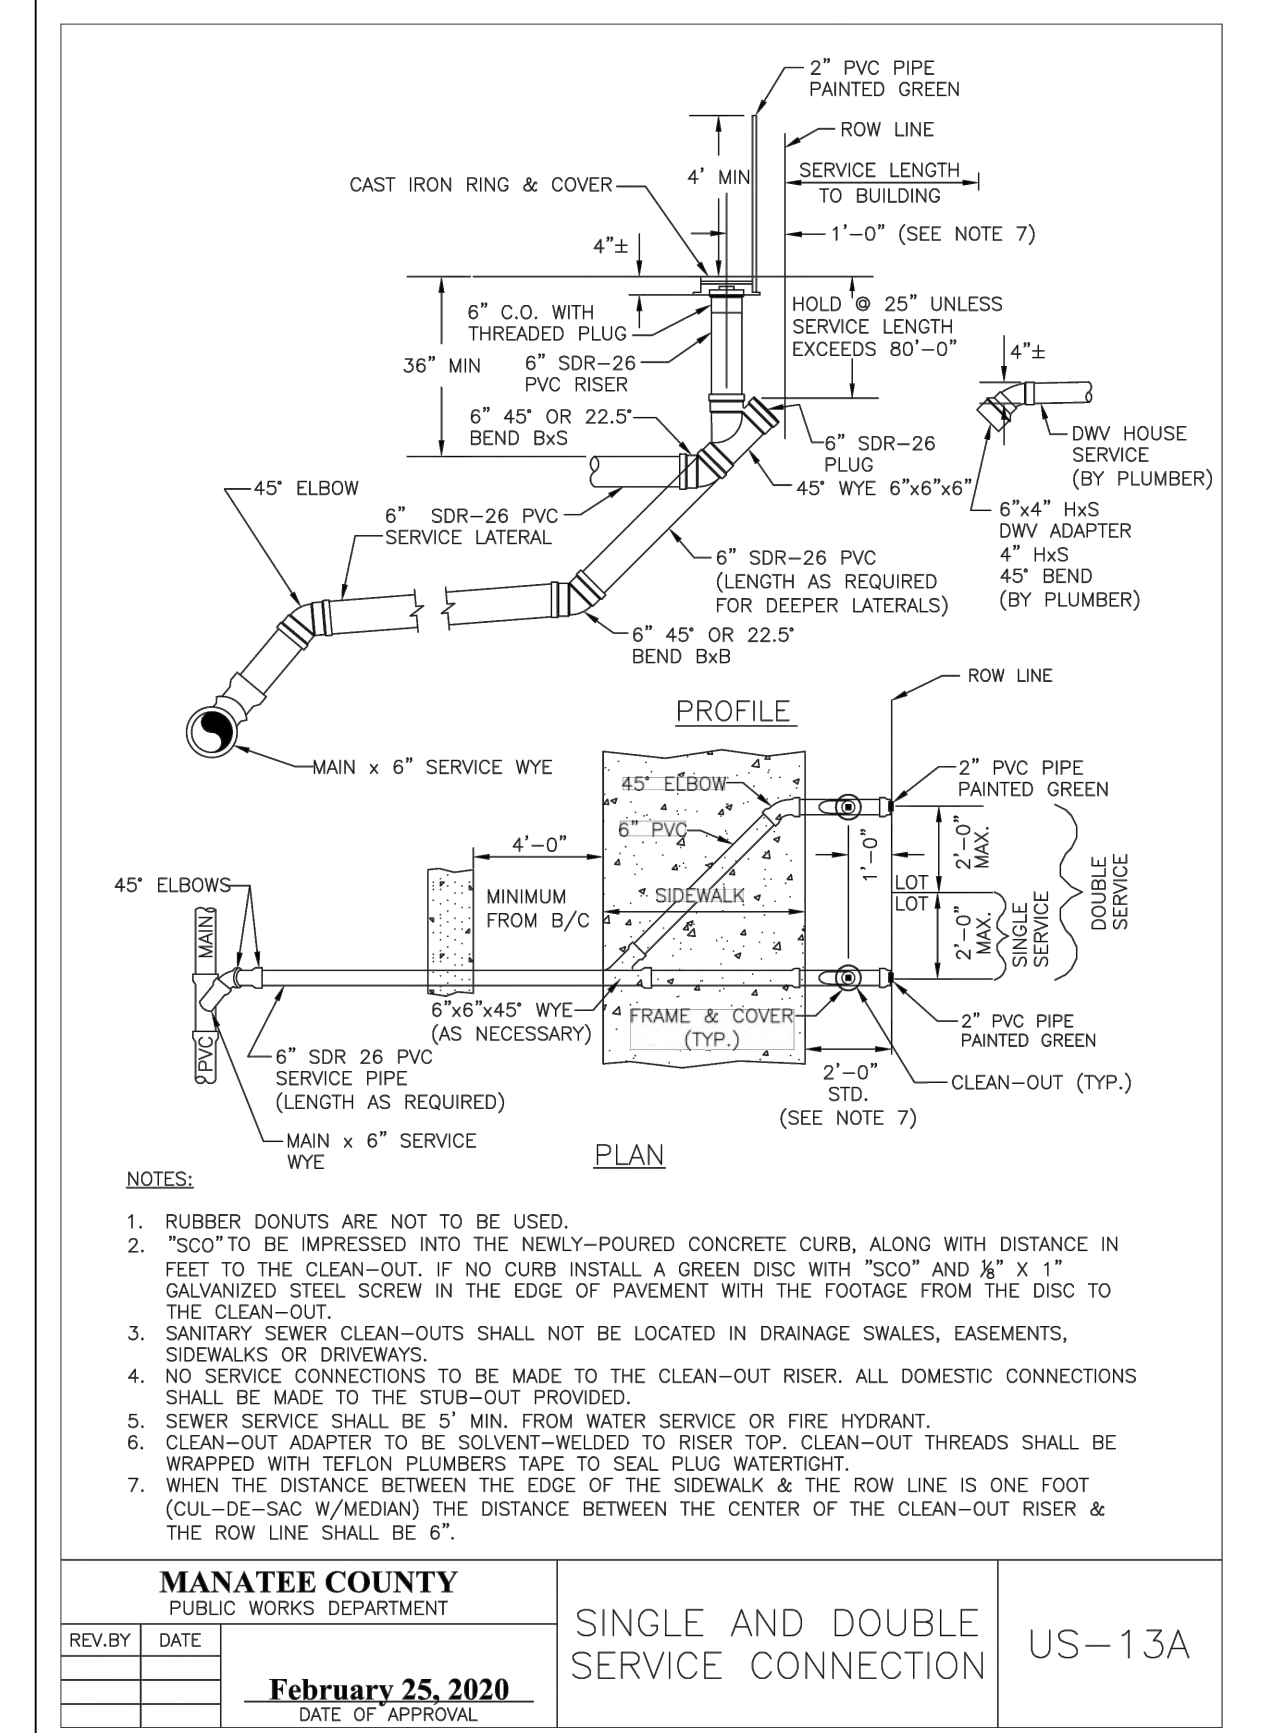 2" PVC PIPE
PAINTED GREEN
ROW LINE
4' MIN
SERVICE LENGTH
TO BUILDING
CAST IRON RING & COVER
1'-0" (SEE NOTE 7)
4"±
6" C.O. WITH
THREADED PLUG
HOLD @ 25" UNLESS
SERVICE LENGTH
EXCEEDS 80'-0"
36" MIN
6" SDR-26
PVC RISER
4"±
6" 45° OR 22.5°
BEND BxS
6" SDR-26
PLUG
DWV HOUSE
SERVICE
(BY PLUMBER)
45° WYE 6"x6"x6"
45° ELBOW
6" SDR-26 PVC
SERVICE LATERAL
6"x4" HxS
DWV ADAPTER
4" HxS
45° BEND
(BY PLUMBER)
6" SDR-26 PVC
(LENGTH AS REQUIRED
FOR DEEPER LATERALS)
6" 45° OR 22.5°
BEND BxB
ROW LINE
PROFILE
MAIN x 6" SERVICE WYE
45° ELBOW
2" PVC PIPE
PAINTED GREEN
6" PVC
4'-0"
1'-0"
2'-0"
MAX.
45° ELBOWS
MINIMUM
FROM B/C
SIDEWALK
LOT
LOT
DOUBLE
SERVICE
MAIN
2'-0"
MAX.
SINGLE
SERVICE
6"x6"x45° WYE
(AS NECESSARY)
FRAME & COVER
(TYP.)
2" PVC PIPE
PAINTED GREEN
PVC
6" SDR 26 PVC
SERVICE PIPE
(LENGTH AS REQUIRED)
2'-0"
STD.
(SEE NOTE 7)
CLEAN-OUT (TYP.)
MAIN x 6" SERVICE
WYE
PLAN
NOTES:
1. RUBBER DONUTS ARE NOT TO BE USED.
2. "SCO" TO BE IMPRESSED INTO THE NEWLY-POURED CONCRETE CURB, ALONG WITH DISTANCE IN
FEET TO THE CLEAN-OUT. IF NO CURB INSTALL A GREEN DISC WITH "SCO" AND ⅛" X 1"
GALVANIZED STEEL SCREW IN THE EDGE OF PAVEMENT WITH THE FOOTAGE FROM THE DISC TO
THE CLEAN-OUT.
3. SANITARY SEWER CLEAN-OUTS SHALL NOT BE LOCATED IN DRAINAGE SWALES, EASEMENTS,
SIDEWALKS OR DRIVEWAYS.
4. NO SERVICE CONNECTIONS TO BE MADE TO THE CLEAN-OUT RISER. ALL DOMESTIC CONNECTIONS
SHALL BE MADE TO THE STUB-OUT PROVIDED.
5. SEWER SERVICE SHALL BE 5' MIN. FROM WATER SERVICE OR FIRE HYDRANT.
6. CLEAN-OUT ADAPTER TO BE SOLVENT-WELDED TO RISER TOP. CLEAN-OUT THREADS SHALL BE
WRAPPED WITH TEFLON PLUMBERS TAPE TO SEAL PLUG WATERTIGHT.
7. WHEN THE DISTANCE BETWEEN THE EDGE OF THE SIDEWALK & THE ROW LINE IS ONE FOOT
(CUL-DE-SAC W/MEDIAN) THE DISTANCE BETWEEN THE CENTER OF THE CLEAN-OUT RISER &
THE ROW LINE SHALL BE 6".
MANATEE COUNTY
PUBLIC WORKS DEPARTMENT
REV.BY DATE
February 25, 2020
DATE OF APPROVAL
SINGLE AND DOUBLE
SERVICE CONNECTION
US-13A